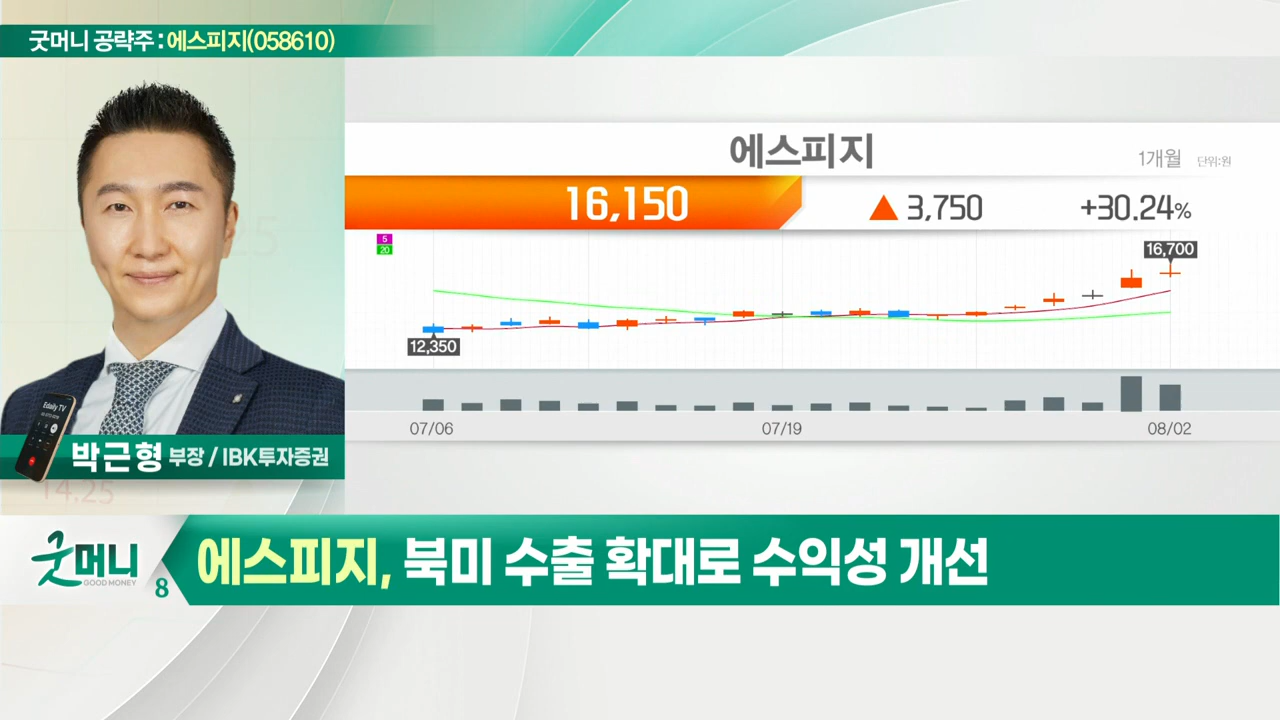 굿머니 공략주 : 에스피지(058610)
에스피지
1개월 단위:원
16,150 ▲ 3,750 +30.24%
5
20
16,700
12,350
07/06 07/19 08/02
Edaily TV
박근형 부장 / IBK투자증권
14.25
굿머니
GOOD MONEY
8
에스피지, 북미 수출 확대로 수익성 개선